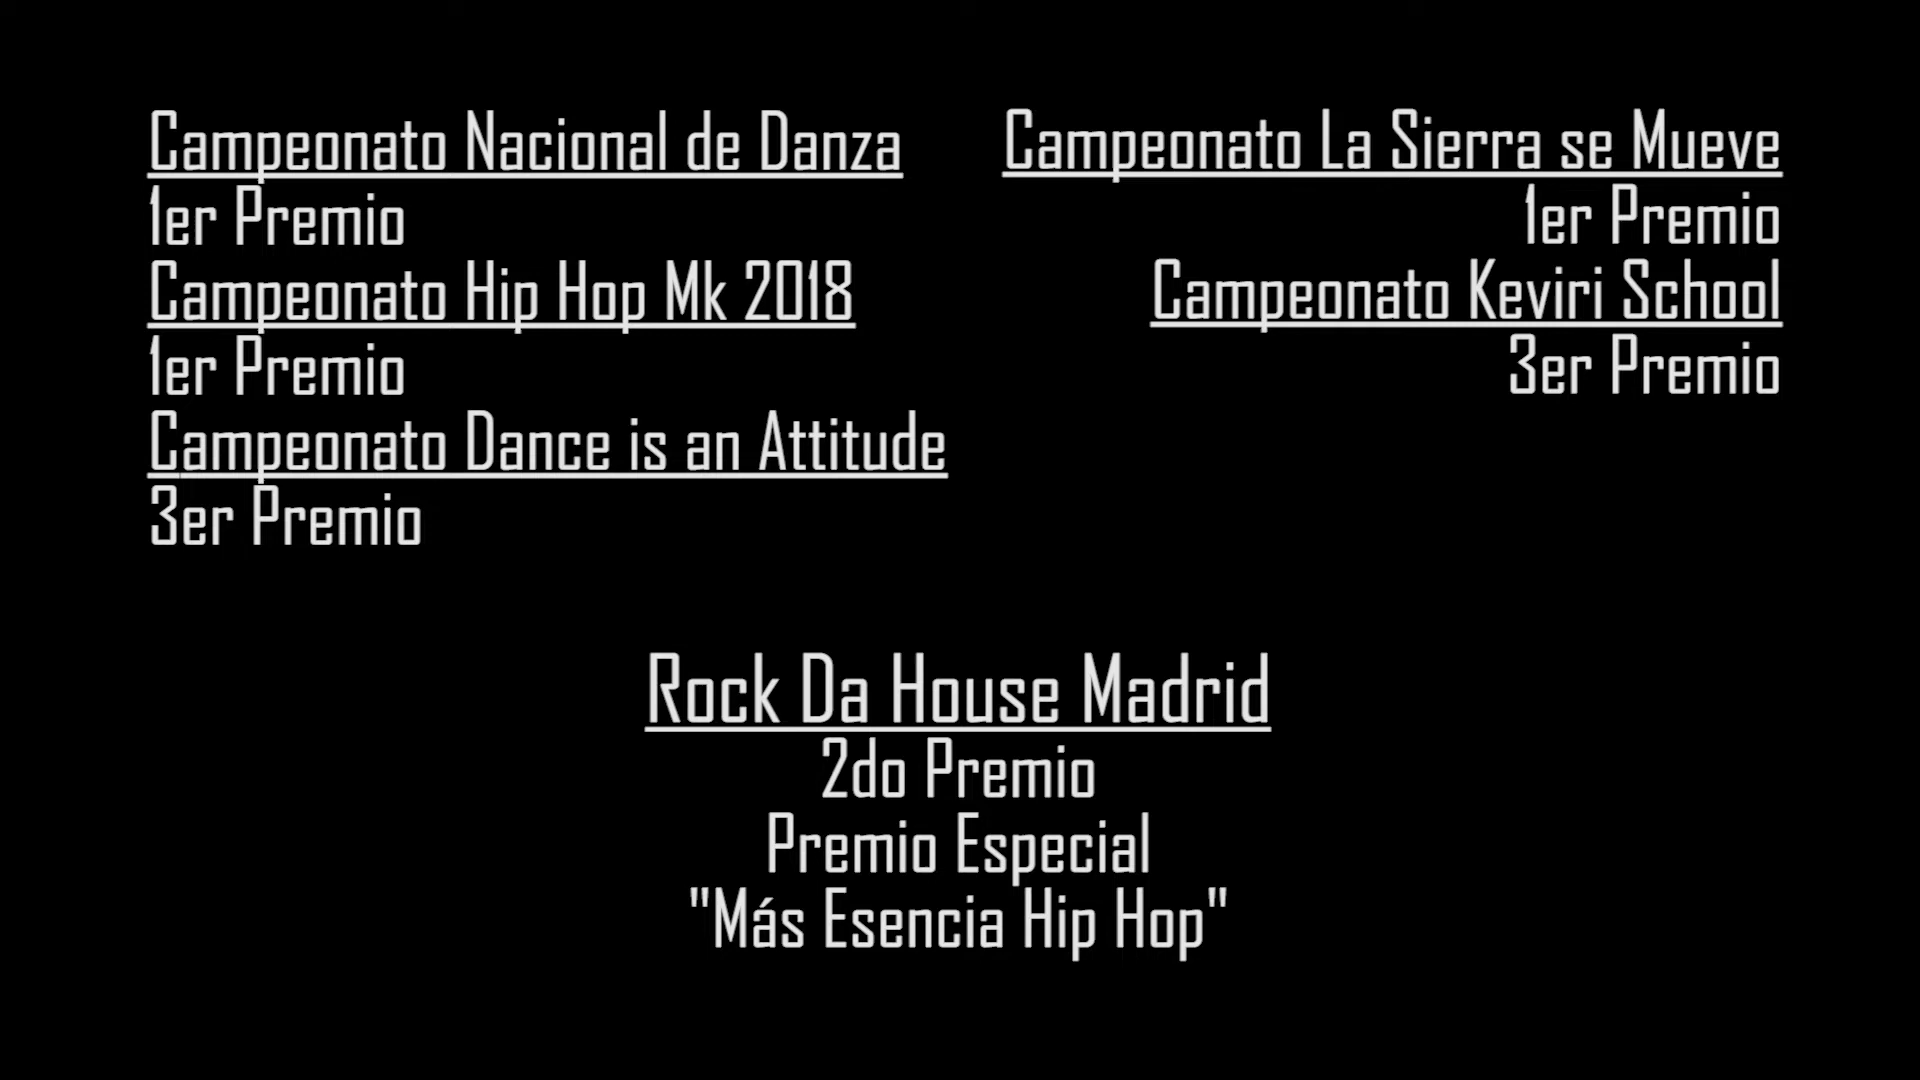 Campeonato Nacional de Danza
1er Premio
Campeonato Hip Hop Mk 2018
1er Premio
Campeonato Dance is an Attitude
3er Premio
Campeonato La Sierra se Mueve
1er Premio
Campeonato Keviri School
3er Premio
Rock Da House Madrid
2do Premio
Premio Especial
"Más Esencia Hip Hop"